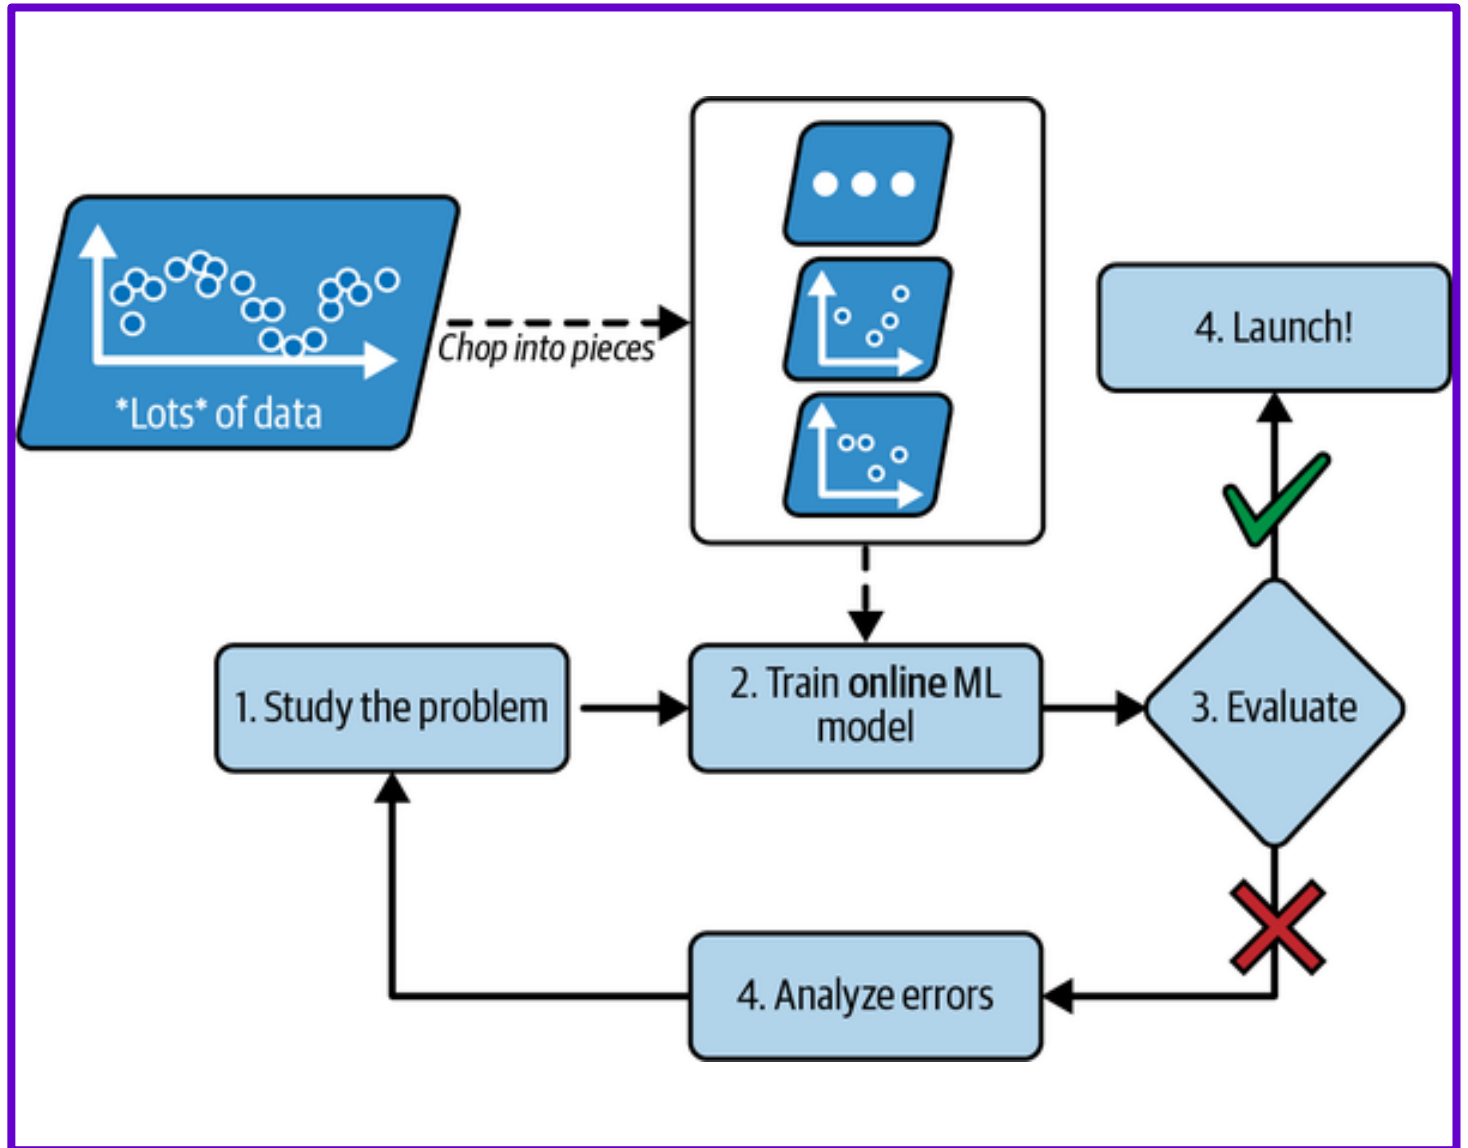 *Lots* of data
Chop into pieces
4. Launch!
1. Study the problem
2. Train online ML
model
3. Evaluate
4. Analyze errors